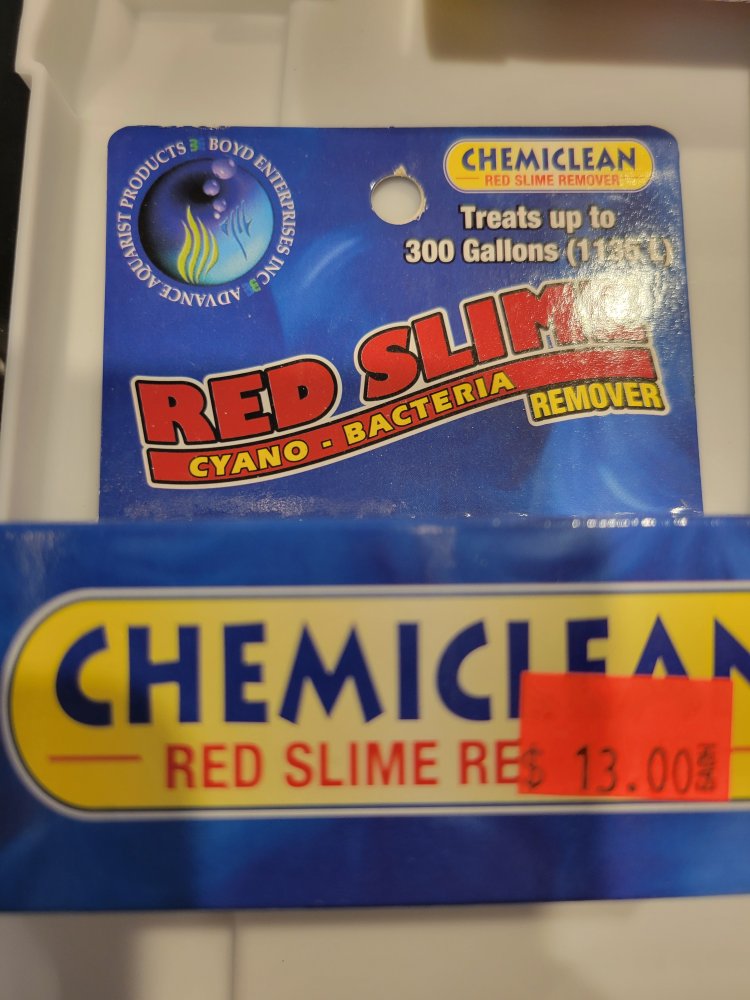 BOYD ENTERPRISES INC
ADVANCE AQUARIST PRODUCTS
CHEMICLEAN
RED SLIME REMOVER
Treats up to
300 Gallons (1135 L)
RED SLIME
CYANO - BACTERIA
REMOVER
CHEMICLEAN
RED SLIME RE
$ 13.00 EACH